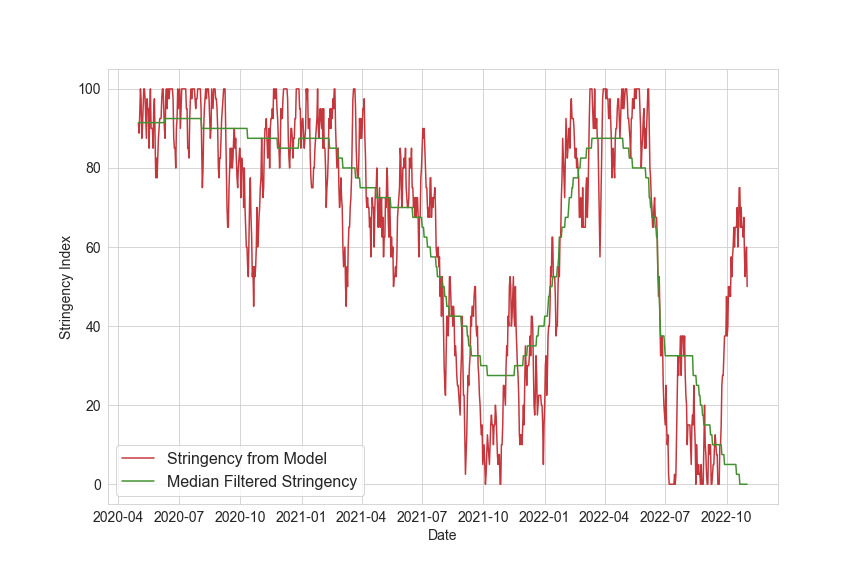 Stringency Index
100
80
60
40
20
0
Stringency from Model
Median Filtered Stringency
2020-04 2020-07 2020-10 2021-01 2021-04 2021-07 2021-10 2022-01 2022-04 2022-07 2022-10
Date